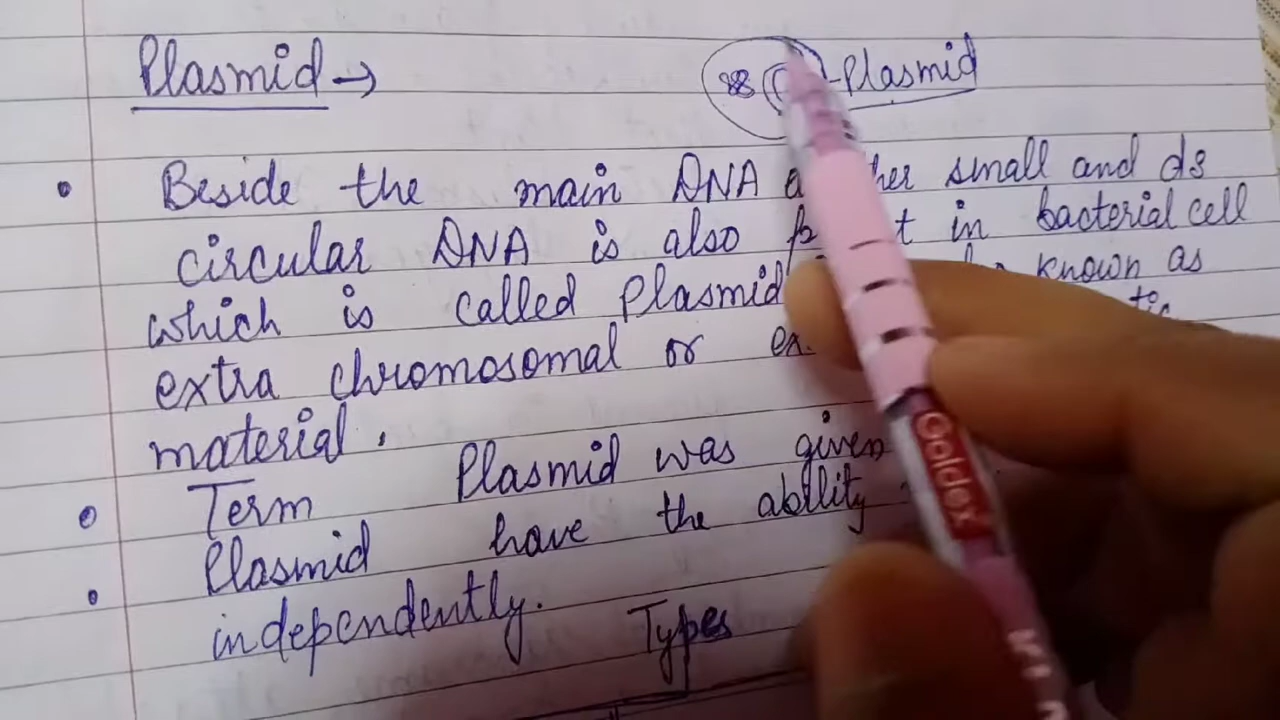 Plasmid →
Plasmid
Beside the main DNA small and ds
circular DNA is also in bacterial cell
which is called Plasmid known as
extra chromosomal or
material.
Term Plasmid was given
Plasmid have the ability
independently.
Types
Goldex